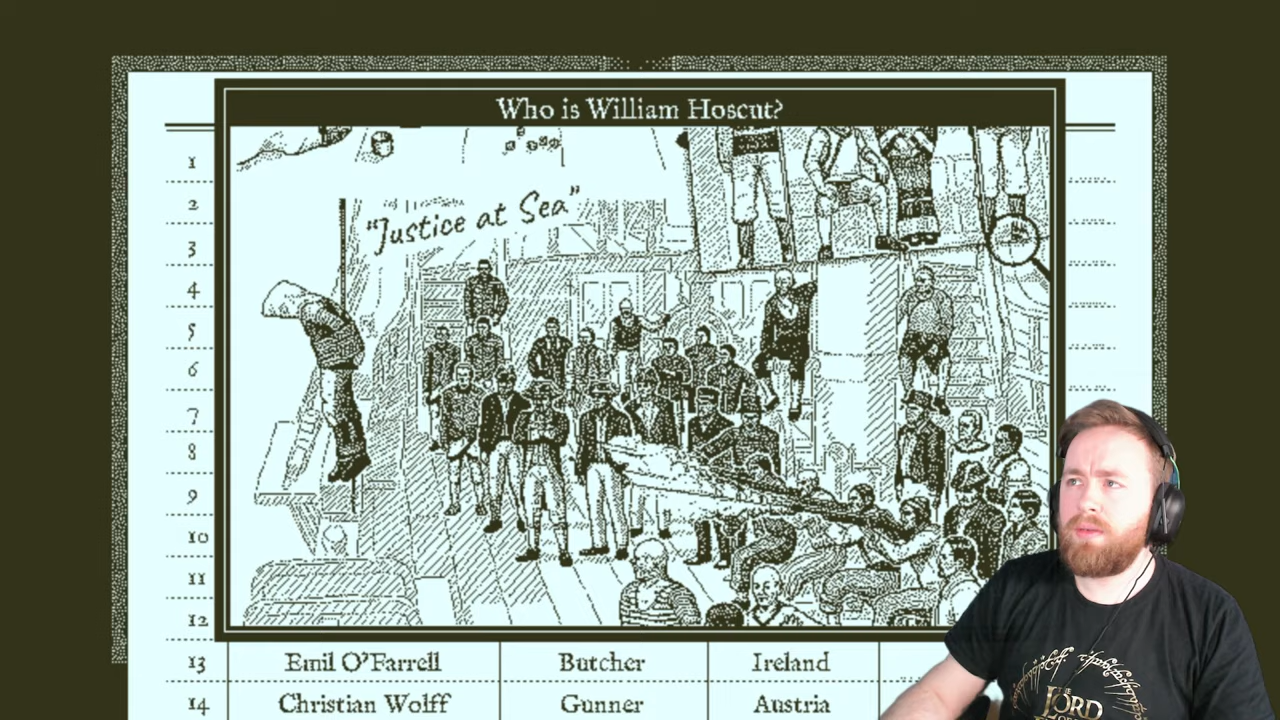 Who is William Hoscut?
"Justice at Sea"
1
2
3
4
5
6
7
8
9
10
11
12
13 Emil O'Farrell Butcher Ireland
14 Christian Wolff Gunner Austria
LORD